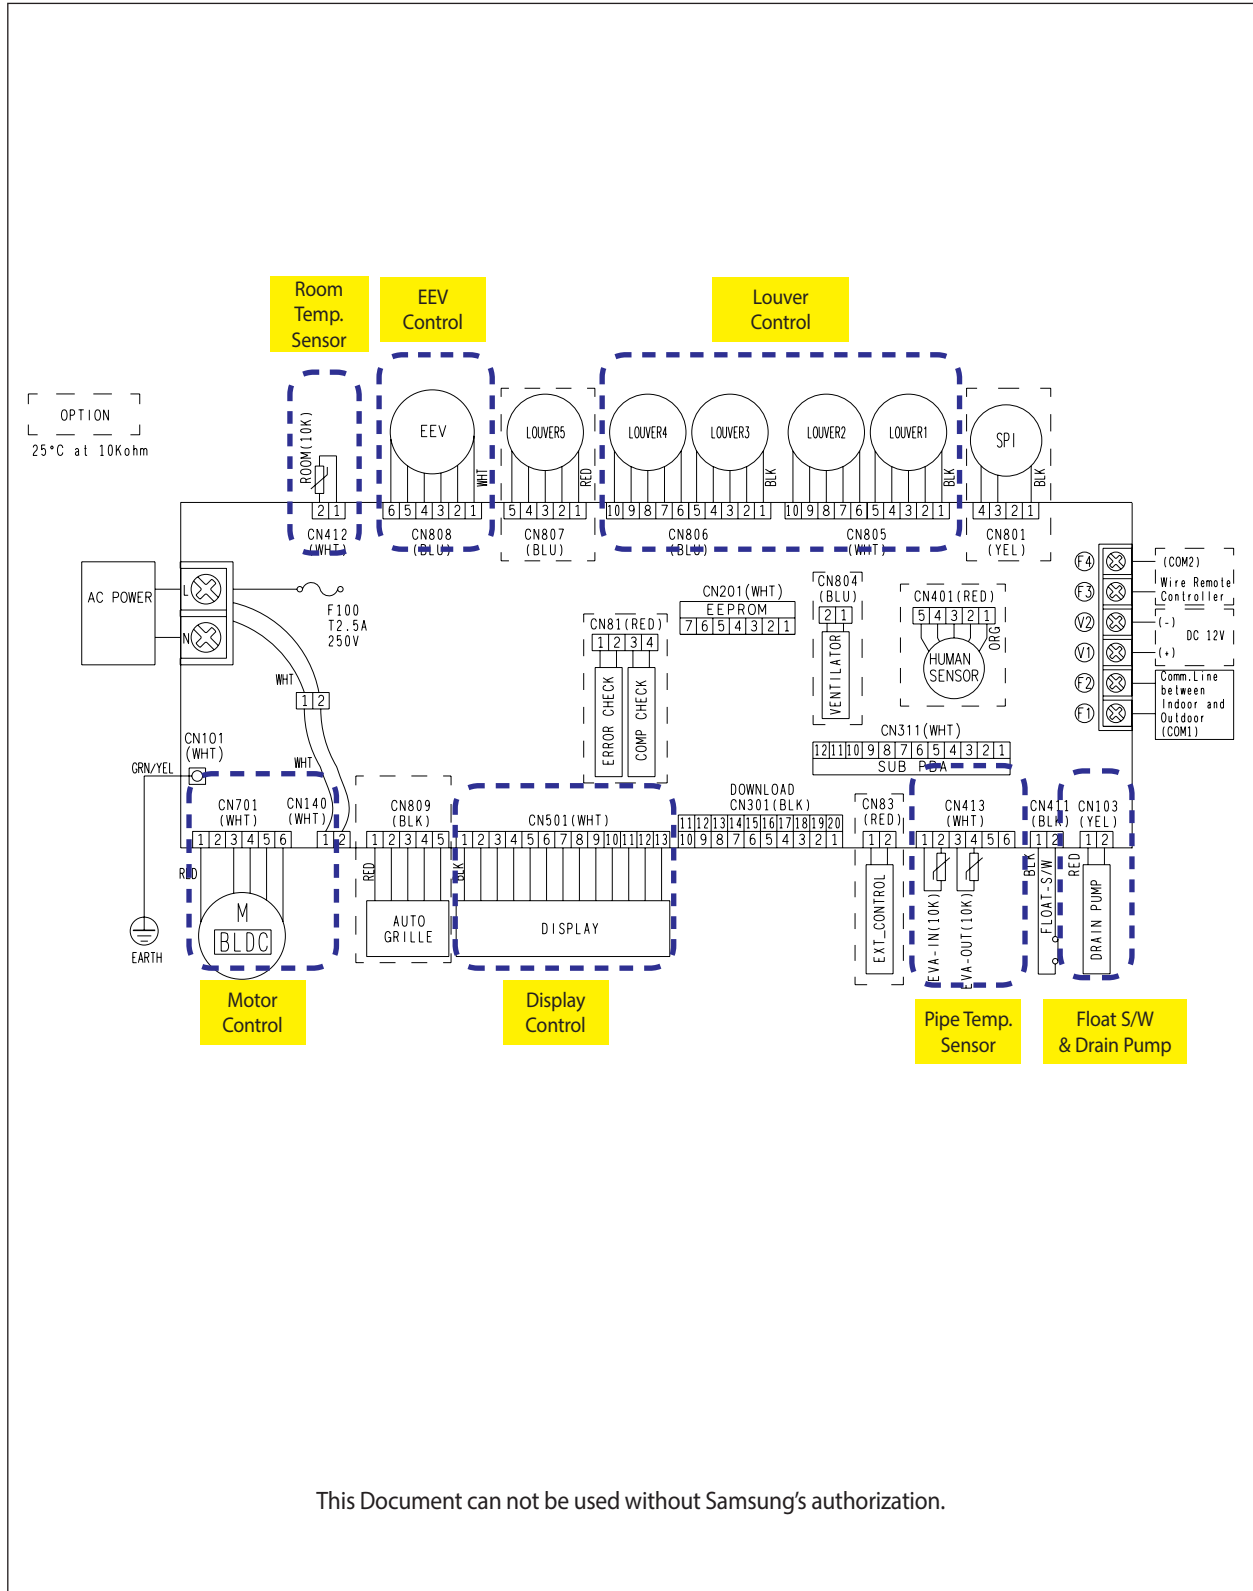 Room
Temp.
Sensor
EEV
Control
Louver
Control
OPTION
25°C at 10Kohm
ROOM(10K)
EEV
LOUVER5
LOUVER4
LOUVER3
LOUVER2
LOUVER1
SPI
WHT
RED
BLK
BLK
BLK
2 1
6 5 4 3 2 1
5 4 3 2 1
10 9 8 7 6 5 4 3 2 1
10 9 8 7 6 5 4 3 2 1
4 3 2 1
CN412
(WHT)
CN808
(BLU)
CN807
(BLU)
CN806
(BLU)
CN805
(WHT)
CN801
(YEL)
AC POWER
L
N
F100
T2.5A
250V
WHT
1 2
WHT
CN81(RED)
1 2 3 4
ERROR CHECK
COMP CHECK
CN201(WHT)
EEPROM
7 6 5 4 3 2 1
CN804
(BLU)
2 1
VENTILATOR
CN401(RED)
5 4 3 2 1
ORG
HUMAN
SENSOR
F4
F3
V2
V1
F2
F1
(COM2)
Wire Remote
Controller
(-)
DC 12V
(+)
Comm.Line
between
Indoor and
Outdoor
(COM1)
CN311(WHT)
12 11 10 9 8 7 6 5 4 3 2 1
SUB PBA
CN101
(WHT)
GRN/YEL
EARTH
CN701
(WHT)
1 2 3 4 5 6
RED
M
BLDC
CN140
(WHT)
1 2
CN809
(BLK)
1 2 3 4 5
RED
AUTO
GRILLE
CN501(WHT)
1 2 3 4 5 6 7 8 9 10 11 12 13
BLK
DISPLAY
DOWNLOAD
CN301(BLK)
11 12 13 14 15 16 17 18 19 20
10 9 8 7 6 5 4 3 2 1
CN83
(RED)
1 2
EXT_CONTROL
CN413
(WHT)
1 2 3 4 5 6
EVA-IN(10K)
EVA-OUT(10K)
CN411
(BLK)
1 2
BLK
FLOAT-S/W
CN103
(YEL)
1 2
RED
DRAIN PUMP
Motor
Control
Display
Control
Pipe Temp.
Sensor
Float S/W
& Drain Pump
This Document can not be used without Samsung's authorization.